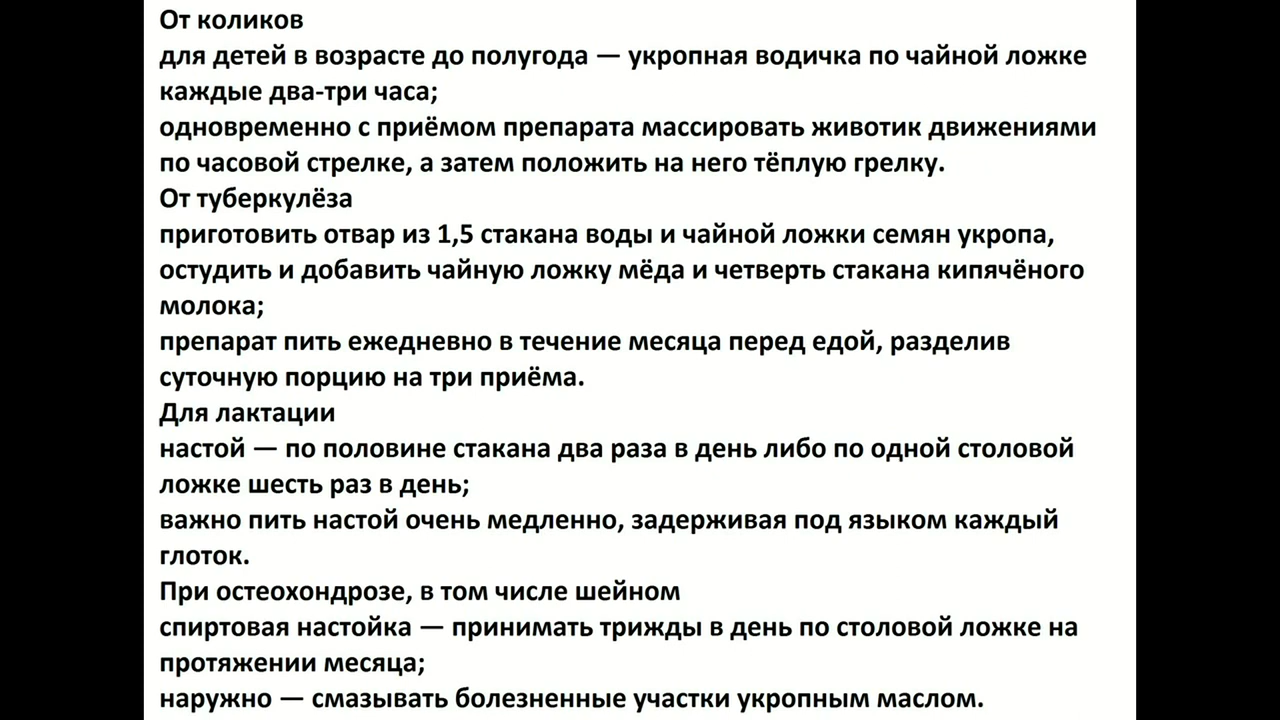 От коликов
для детей в возрасте до полугода — укропная водичка по чайной ложке
каждые два-три часа;
одновременно с приёмом препарата массировать животик движениями
по часовой стрелке, а затем положить на него тёплую грелку.
От туберкулёза
приготовить отвар из 1,5 стакана воды и чайной ложки семян укропа,
остудить и добавить чайную ложку мёда и четверть стакана кипячёного
молока;
препарат пить ежедневно в течение месяца перед едой, разделив
суточную порцию на три приёма.
Для лактации
настой — по половине стакана два раза в день либо по одной столовой
ложке шесть раз в день;
важно пить настой очень медленно, задерживая под языком каждый
глоток.
При остеохондрозе, в том числе шейном
спиртовая настойка — принимать трижды в день по столовой ложке на
протяжении месяца;
наружно — смазывать болезненные участки укропным маслом.